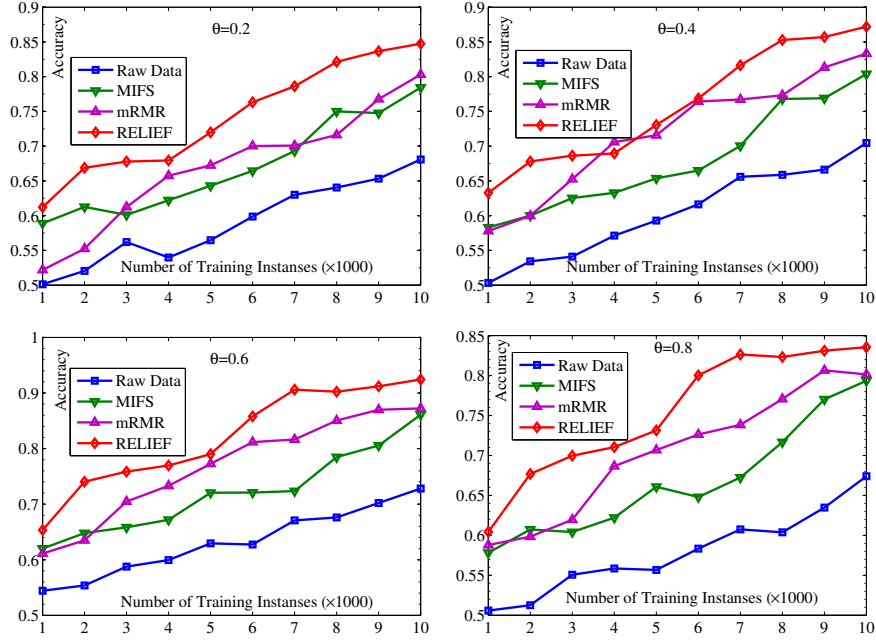 0.9
0.85
0.8
0.75
0.7
0.65
0.6
0.55
0.5
Accuracy
θ=0.2
Raw Data
MIFS
mRMR
RELIEF
Number of Training Instanses (×1000)
1 2 3 4 5 6 7 8 9 10
0.9
0.85
0.8
0.75
0.7
0.65
0.6
0.55
0.5
Accuracy
θ=0.4
Raw Data
MIFS
mRMR
RELIEF
Number of Training Instanses (×1000)
1 2 3 4 5 6 7 8 9 10
1
0.9
0.8
0.7
0.6
0.5
Accuracy
θ=0.6
Raw Data
MIFS
mRMR
RELIEF
Number of Training Instanses (×1000)
1 2 3 4 5 6 7 8 9 10
0.85
0.8
0.75
0.7
0.65
0.6
0.55
0.5
Accuracy
θ=0.8
Raw Data
MIFS
mRMR
RELIEF
Number of Training Instanses (×1000)
1 2 3 4 5 6 7 8 9 10